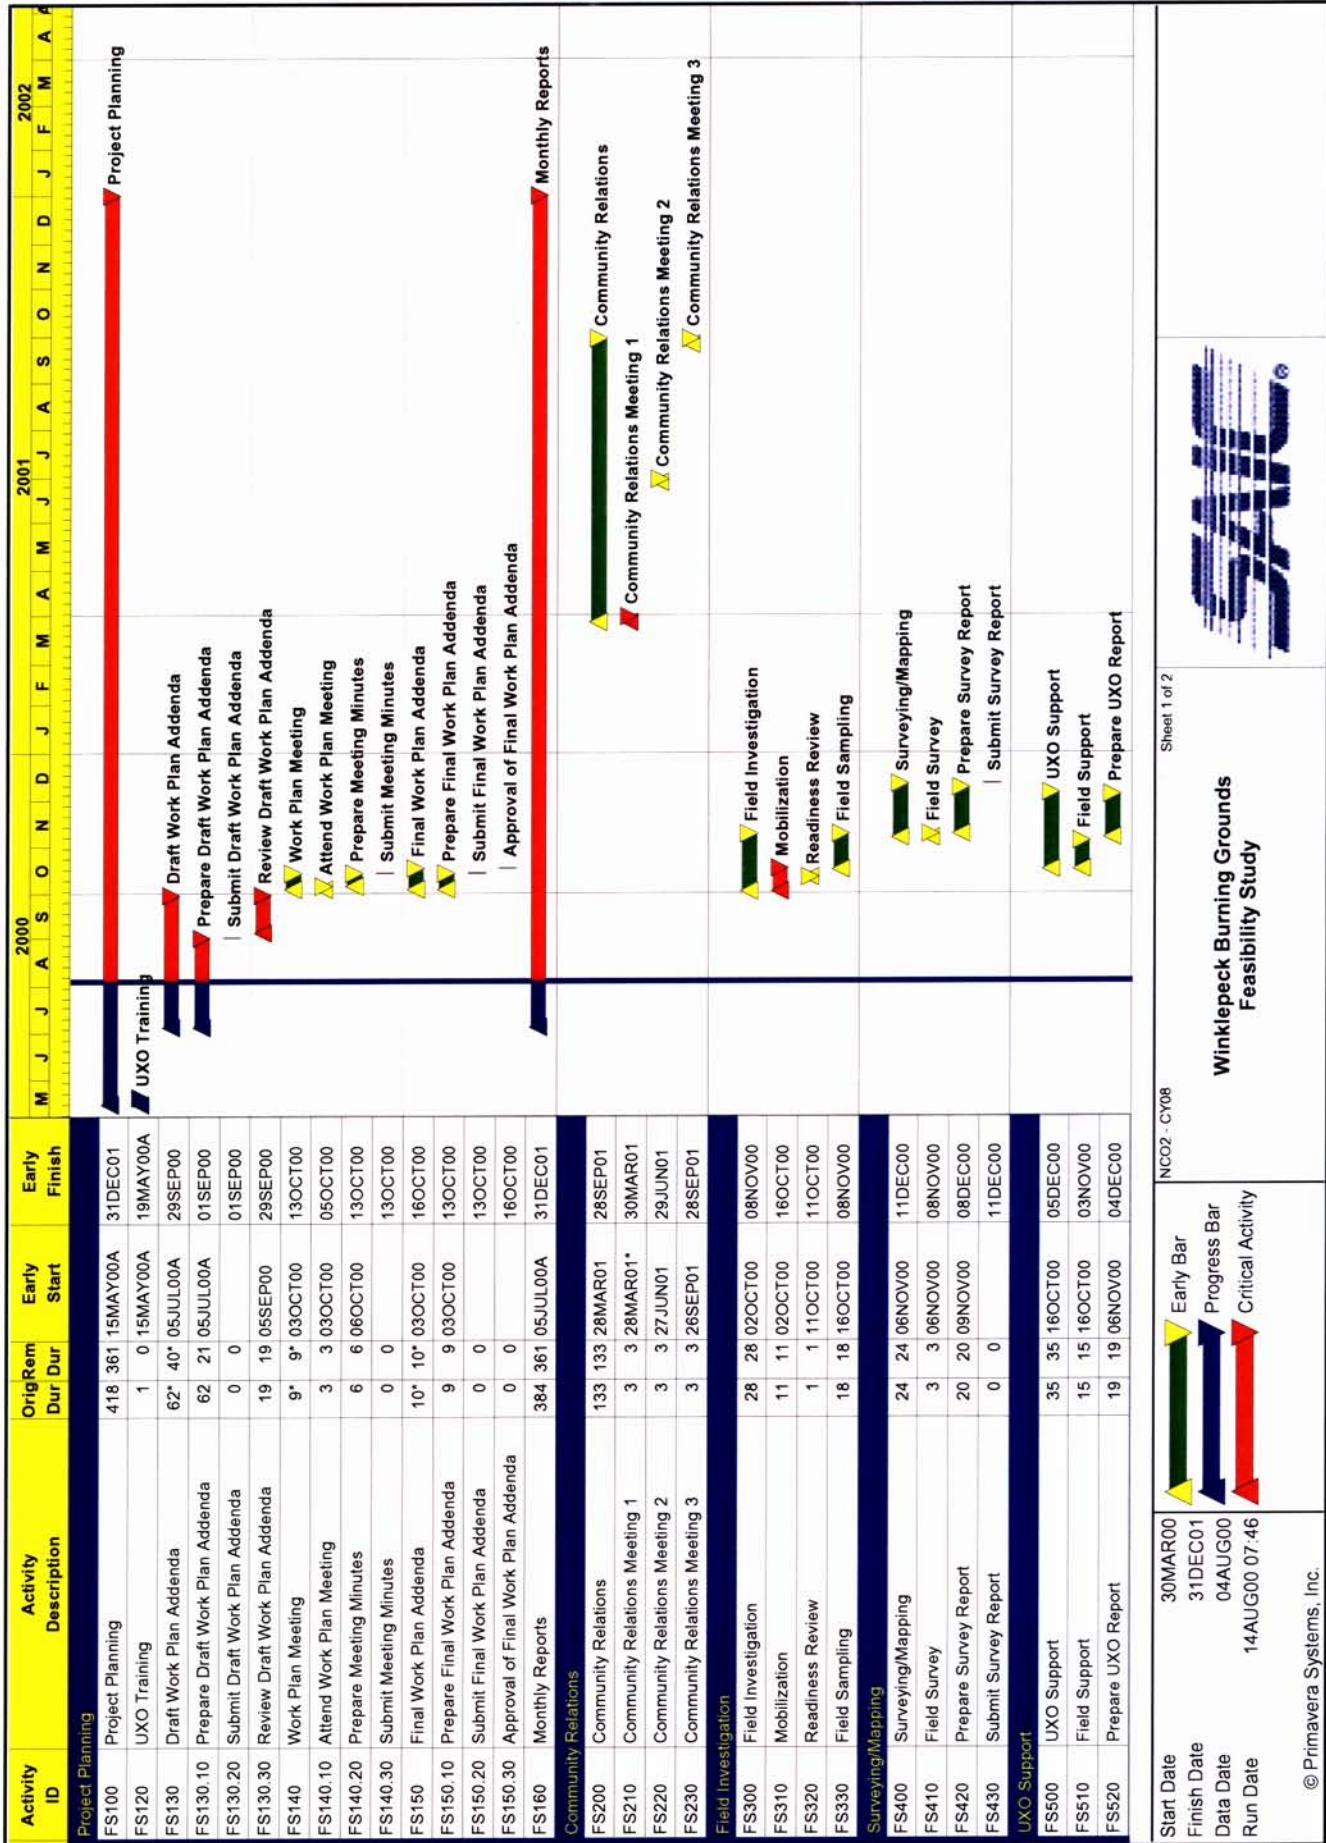 Activity ID Activity Description Orig Dur Rem Dur Early Start Early Finish
2000 2001 2002
M J J A S O N D J F M A M J J A S O N D J F M A
Project Planning
FS100 Project Planning 418 361 15MAY00A 31DEC01 Project Planning
FS120 UXO Training 1 0 15MAY00A 19MAY00A UXO Training
FS130 Draft Work Plan Addenda 62* 40* 05JUL00A 29SEP00 Draft Work Plan Addenda
FS130.10 Prepare Draft Work Plan Addenda 62 21 05JUL00A 01SEP00 Prepare Draft Work Plan Addenda
FS130.20 Submit Draft Work Plan Addenda 0 0 01SEP00 Submit Draft Work Plan Addenda
FS130.30 Review Draft Work Plan Addenda 19 19 05SEP00 29SEP00 Review Draft Work Plan Addenda
FS140 Work Plan Meeting 9* 9* 03OCT00 13OCT00 Work Plan Meeting
FS140.10 Attend Work Plan Meeting 3 3 03OCT00 05OCT00 Attend Work Plan Meeting
FS140.20 Prepare Meeting Minutes 6 6 06OCT00 13OCT00 Prepare Meeting Minutes
FS140.30 Submit Meeting Minutes 0 0 13OCT00 Submit Meeting Minutes
FS150 Final Work Plan Addenda 10* 10* 03OCT00 16OCT00 Final Work Plan Addenda
FS150.10 Prepare Final Work Plan Addenda 9 9 03OCT00 13OCT00 Prepare Final Work Plan Addenda
FS150.20 Submit Final Work Plan Addenda 0 0 13OCT00 Submit Final Work Plan Addenda
FS150.30 Approval of Final Work Plan Addenda 0 0 16OCT00 Approval of Final Work Plan Addenda
FS160 Monthly Reports 384 361 05JUL00A 31DEC01 Monthly Reports
Community Relations
FS200 Community Relations 133 133 28MAR01 28SEP01 Community Relations
FS210 Community Relations Meeting 1 3 3 28MAR01* 30MAR01 Community Relations Meeting 1
FS220 Community Relations Meeting 2 3 3 27JUN01 29JUN01 Community Relations Meeting 2
FS230 Community Relations Meeting 3 3 3 26SEP01 28SEP01 Community Relations Meeting 3
Field Investigation
FS300 Field Investigation 28 28 02OCT00 08NOV00 Field Investigation
FS310 Mobilization 11 11 02OCT00 16OCT00 Mobilization
FS320 Readiness Review 1 1 11OCT00 11OCT00 Readiness Review
FS330 Field Sampling 18 18 16OCT00 08NOV00 Field Sampling
Surveying/Mapping
FS400 Surveying/Mapping 24 24 06NOV00 11DEC00 Surveying/Mapping
FS410 Field Survey 3 3 06NOV00 08NOV00 Field Survey
FS420 Prepare Survey Report 20 20 09NOV00 08DEC00 Prepare Survey Report
FS430 Submit Survey Report 0 0 11DEC00 Submit Survey Report
UXO Support
FS500 UXO Support 35 35 16OCT00 05DEC00 UXO Support
FS510 Field Support 15 15 16OCT00 03NOV00 Field Support
FS520 Prepare UXO Report 19 19 06NOV00 04DEC00 Prepare UXO Report
Start Date 30MAR00
Finish Date 31DEC01
Data Date 04AUG00
Run Date 14AUG00 07:46
© Primavera Systems, Inc.
Early Bar
Progress Bar
Critical Activity
NCO2 - CY08
Sheet 1 of 2
Winklepeck Burning Grounds
Feasibility Study
SAIC ®